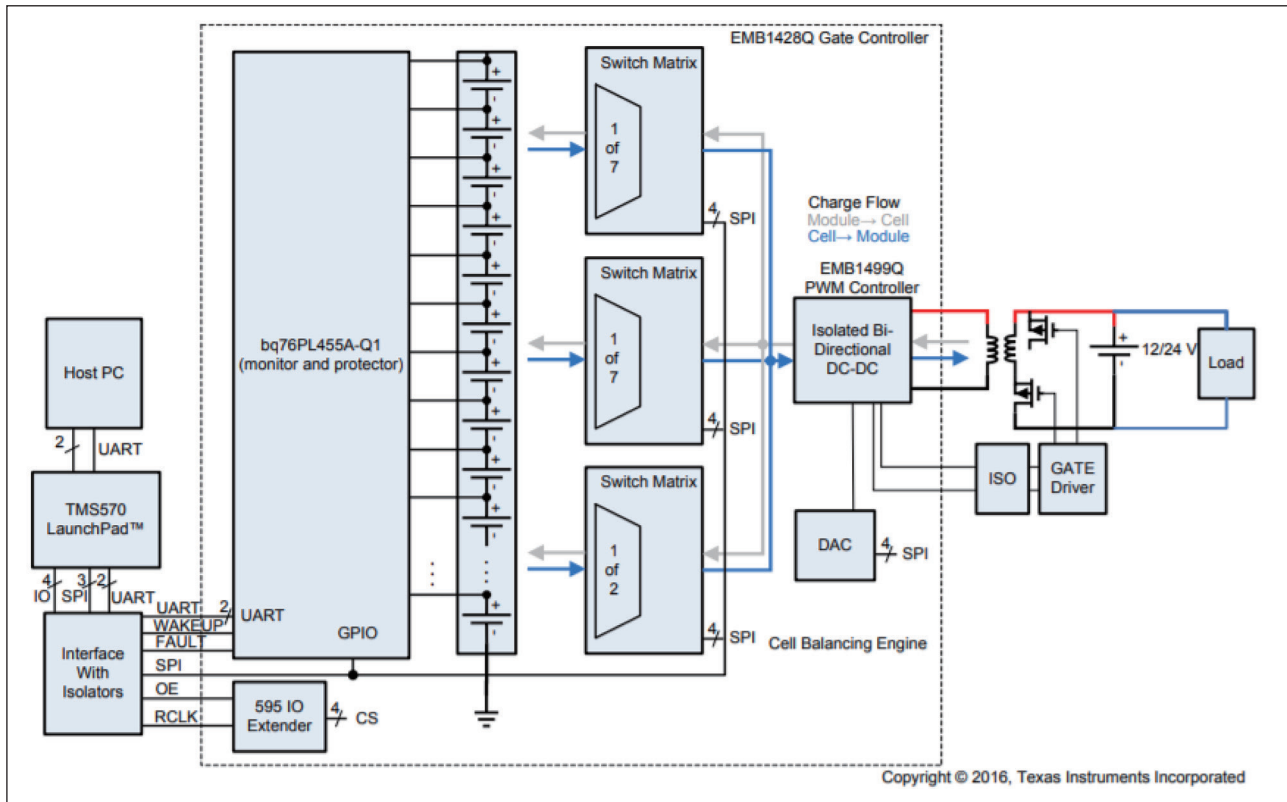 EMB1428Q Gate Controller
bq76PL455A-Q1
(monitor and protector)
UART
GPIO
+
-
+
-
+
-
+
-
+
-
+
-
+
-
+
-
+
-
+
-
+
-
Switch Matrix
1
of
7
4
SPI
Switch Matrix
1
of
7
4
SPI
Switch Matrix
1
of
2
4
SPI
Charge Flow
Module→ Cell
Cell→ Module
EMB1499Q
PWM Controller
Isolated Bi-
Directional
DC-DC
+
-
12/24 V
Load
ISO
GATE
Driver
DAC
4
SPI
Cell Balancing Engine
Host PC
2
UART
TMS570
LaunchPad™
4
IO
3
SPI
2
UART
Interface
With
Isolators
UART
2
WAKEUP
FAULT
SPI
OE
RCLK
595 IO
Extender
4
CS
Copyright © 2016, Texas Instruments Incorporated